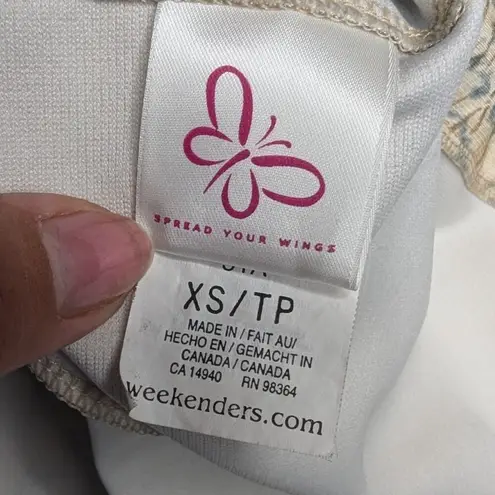 SPREAD YOUR WINGS
XS/TP
MADE IN/FAIT AU/
HECHO EN/GEMACHT IN
CANADA/CANADA
CA 14940 RN 98364
weekenders.com